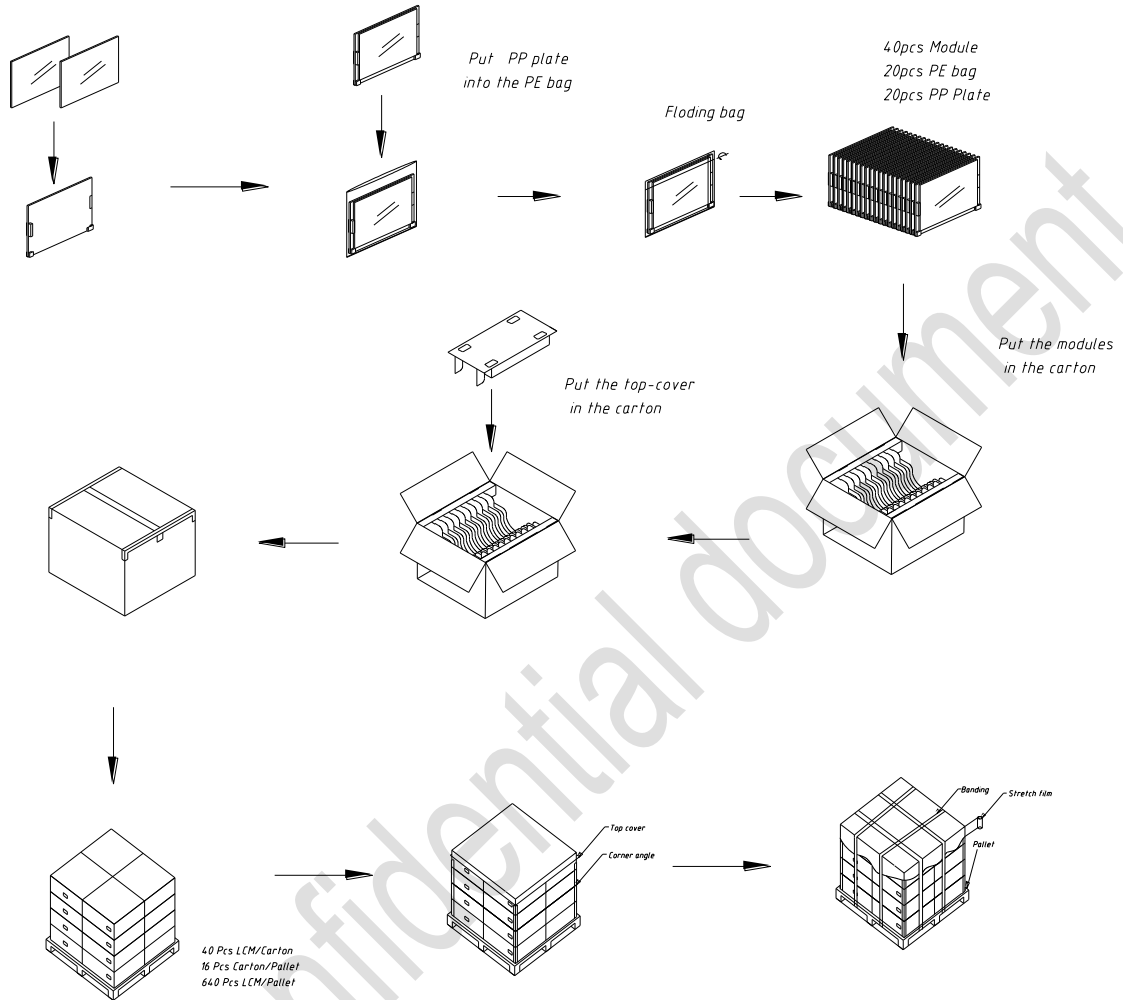 Put PP plate
into the PE bag
40pcs Module
20pcs PE bag
20pcs PP Plate
Floding bag
Put the modules
in the carton
Put the top-cover
in the carton
Banding
Stretch film
Pallet
Top cover
Corner angle
40 Pcs LCM/Carton
16 Pcs Carton/Pallet
640 Pcs LCM/Pallet
nfidential document